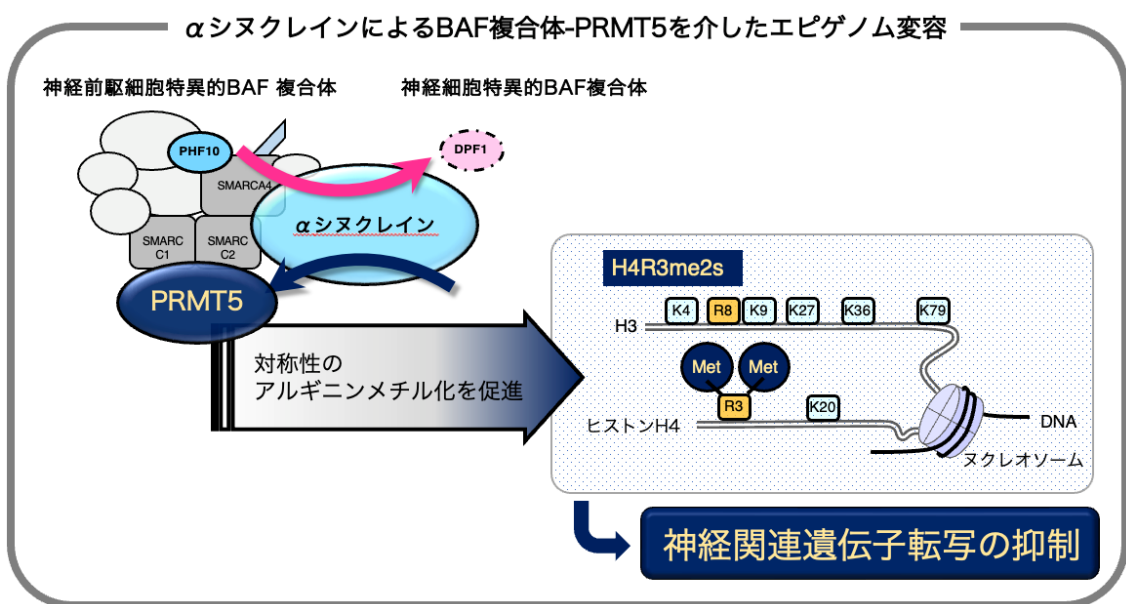 αシヌクレインによるBAF複合体-PRMT5を介したエピゲノム変容
神経前駆細胞特異的BAF 複合体
神経細胞特異的BAF複合体
PHF10
DPF1
SMARCA4
αシヌクレイン
SMARC
C1
SMARC
C2
PRMT5
対称性の
アルギニンメチル化を促進
H4R3me2s
K4
R8
K9
K27
K36
K79
H3
Met
Met
R3
K20
ヒストンH4
DNA
ヌクレオソーム
神経関連遺伝子転写の抑制